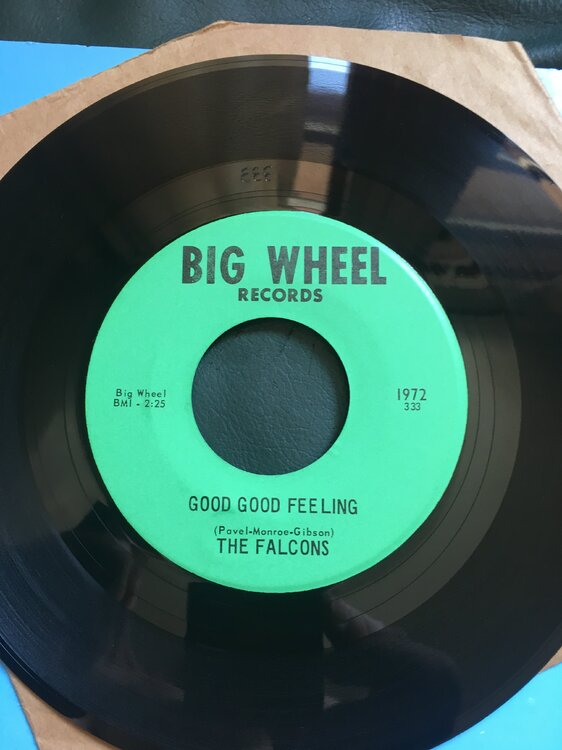 BIG WHEEL
RECORDS
Big Wheel
BMI - 2:25
1972
333
GOOD GOOD FEELING
(Pavel-Monroe-Gibson)
THE FALCONS